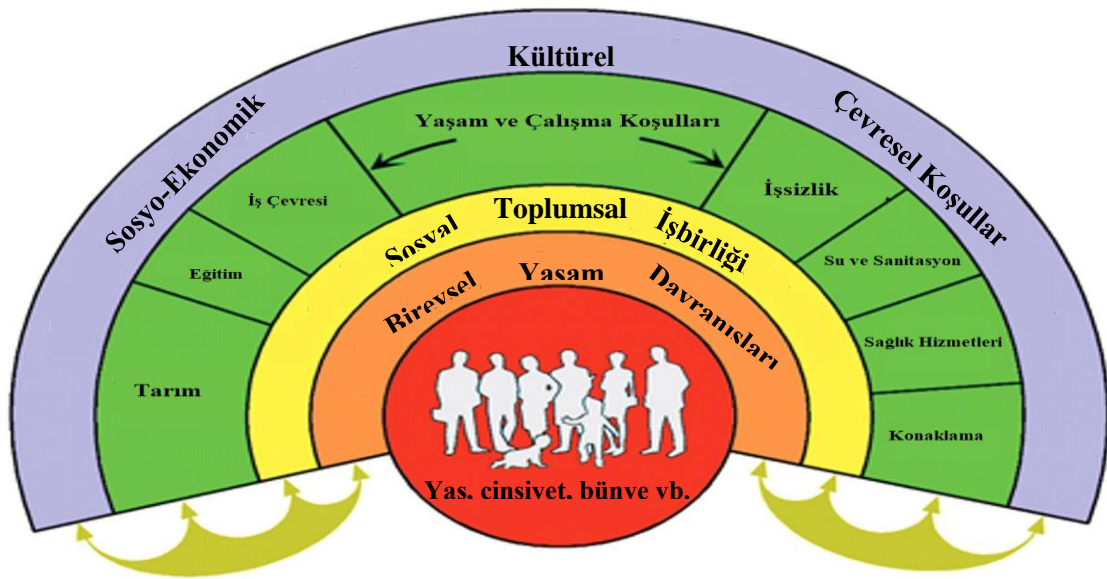 Kültürel
Sosyo-Ekonomik
Çevresel Koşullar
Yaşam ve Çalışma Koşulları
İş Çevresi
İşsizlik
Eğitim
Su ve Sanitasyon
Tarım
Sağlık Hizmetleri
Konaklama
Sosyal Toplumsal İşbirliği
Bireysel Yaşam Davranışları
Yaş, cinsiyet, bünye vb.